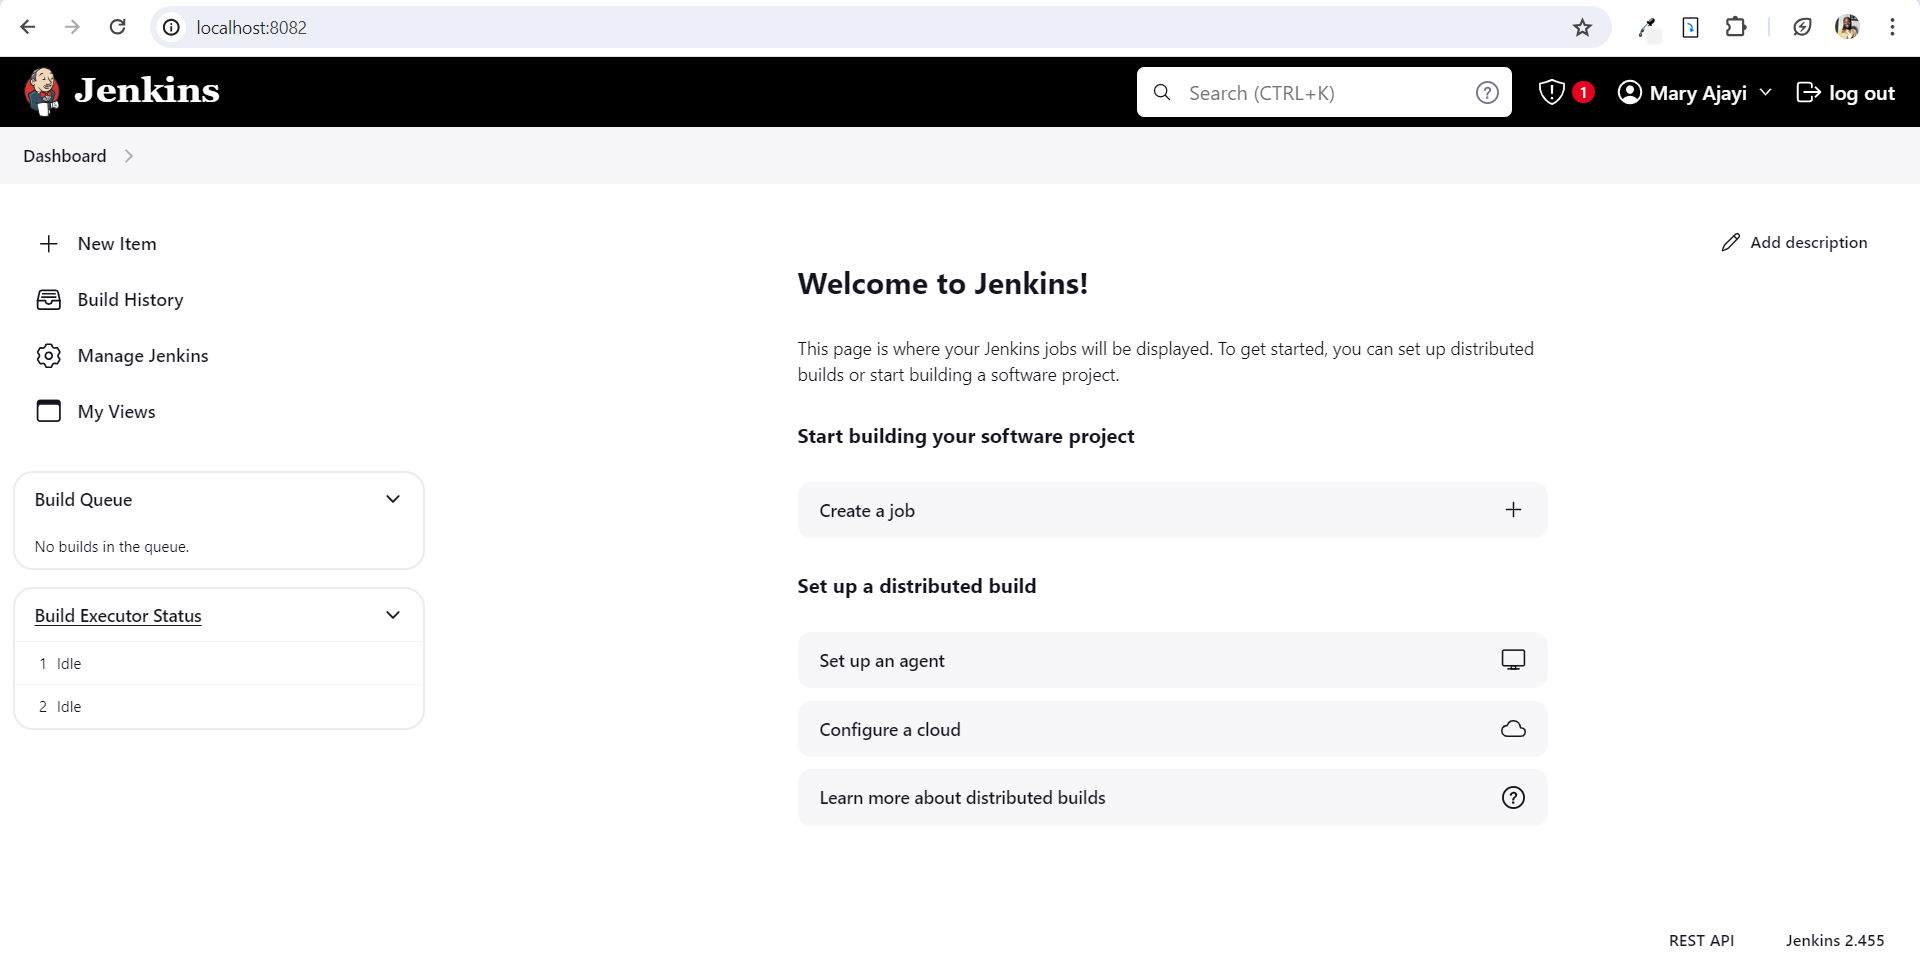 localhost:8082
Jenkins
Search (CTRL+K)
1
Mary Ajayi
log out
Dashboard
New Item
Build History
Manage Jenkins
My Views
Build Queue
No builds in the queue.
Build Executor Status
1 Idle
2 Idle
Add description
Welcome to Jenkins!
This page is where your Jenkins jobs will be displayed. To get started, you can set up distributed
builds or start building a software project.
Start building your software project
Create a job
Set up a distributed build
Set up an agent
Configure a cloud
Learn more about distributed builds
REST API
Jenkins 2.455